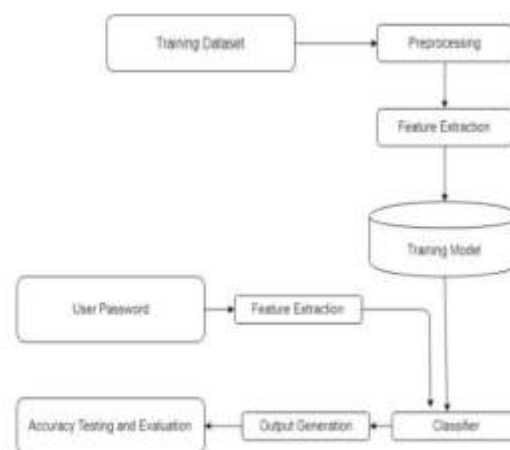 Training Dataset
Preprocessing
Feature Extraction
Training Model
User Password
Feature Extraction
Accuracy Testing and Evaluation
Output Generation
Classifier